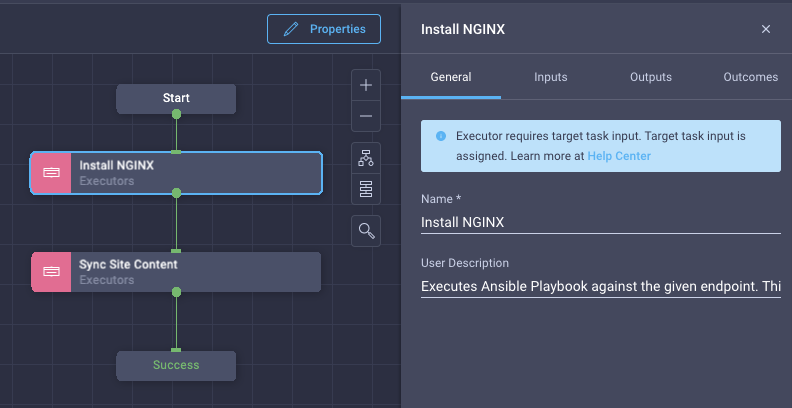 Properties
Start
Install NGINX
Executors
Sync Site Content
Executors
Success
Install NGINX
General Inputs Outputs Outcomes
Executor requires target task input. Target task input is
assigned. Learn more at Help Center
Name *
Install NGINX
User Description
Executes Ansible Playbook against the given endpoint. Thi